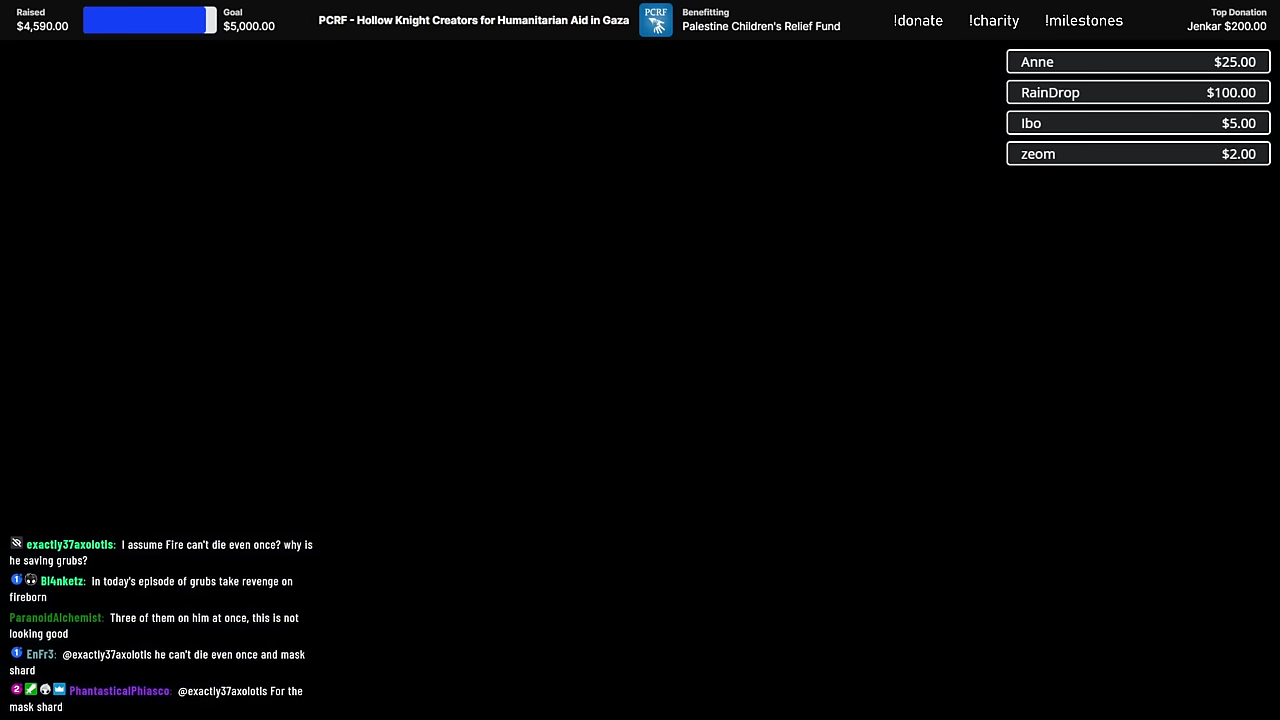 Raised
$4,590.00
Goal
$5,000.00
PCRF - Hollow Knight Creators for Humanitarian Aid in Gaza
PCRF
Benefitting
Palestine Children's Relief Fund
!donate
!charity
!milestones
Top Donation
Jenkar $200.00
Anne $25.00
RainDrop $100.00
Ibo $5.00
zeom $2.00
exactly37axolotls: I assume Fire can't die even once? why is
he saving grubs?
1 Bl4nketz: In today's episode of grubs take revenge on
fireborn
ParanoidAlchemist: Three of them on him at once, this is not
looking good
1 EnFr3: @exactly37axolotls he can't die even once and mask
shard
2 PhantasticalPhiasco: @exactly37axolotls For the
mask shard